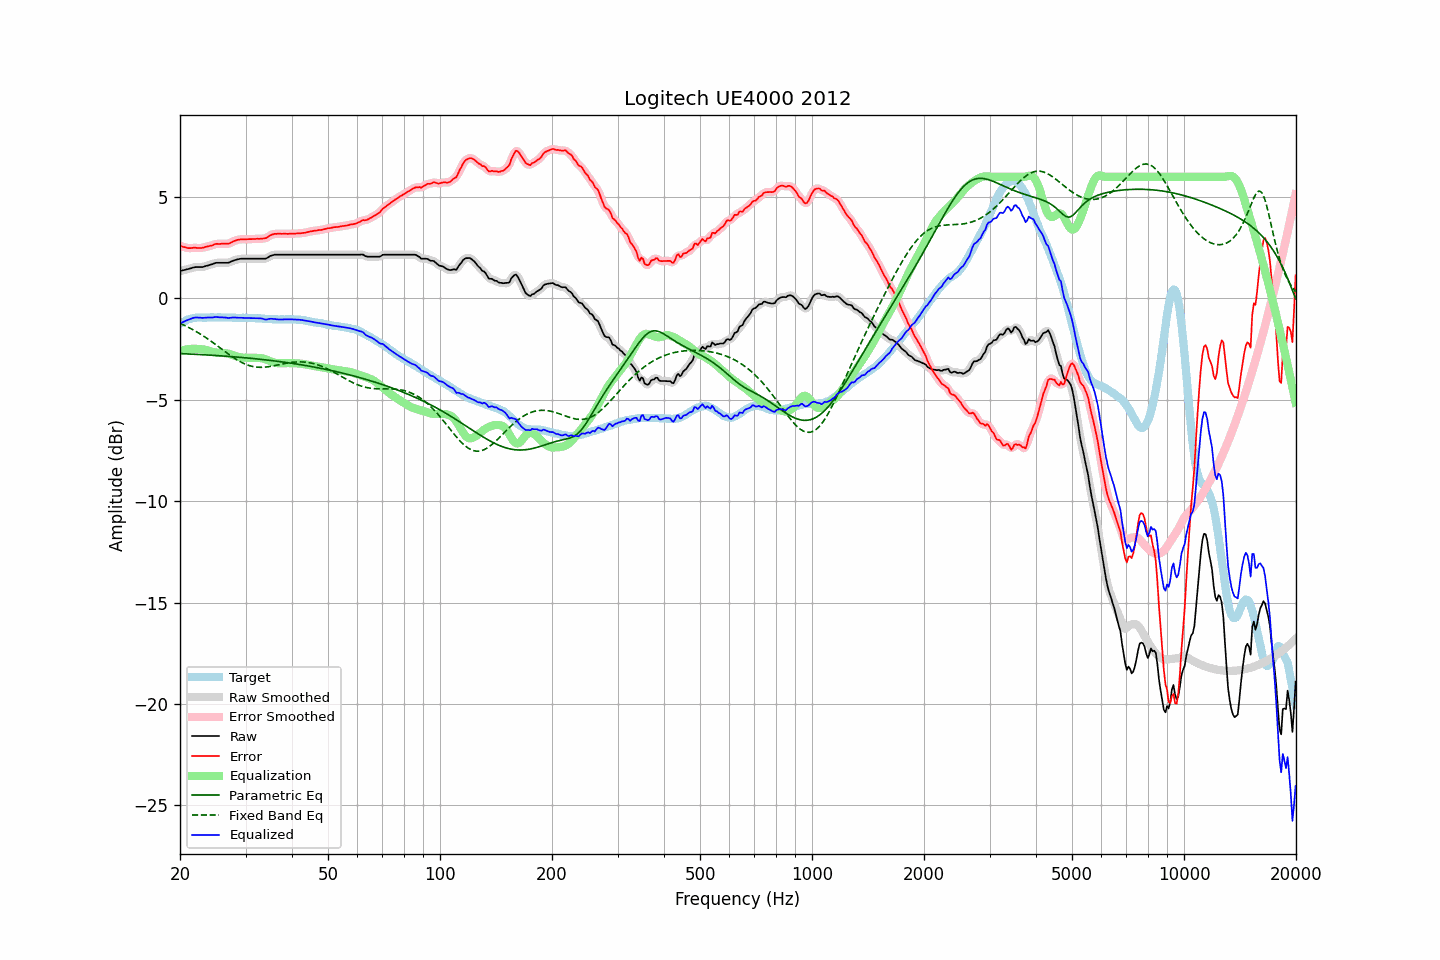 Logitech UE4000 2012
Amplitude (dBr)
5
0
−5
−10
−15
−20
−25
Target
Raw Smoothed
Error Smoothed
Raw
Error
Equalization
Parametric Eq
Fixed Band Eq
Equalized
20 50 100 200 500 1000 2000 5000 10000 20000
Frequency (Hz)